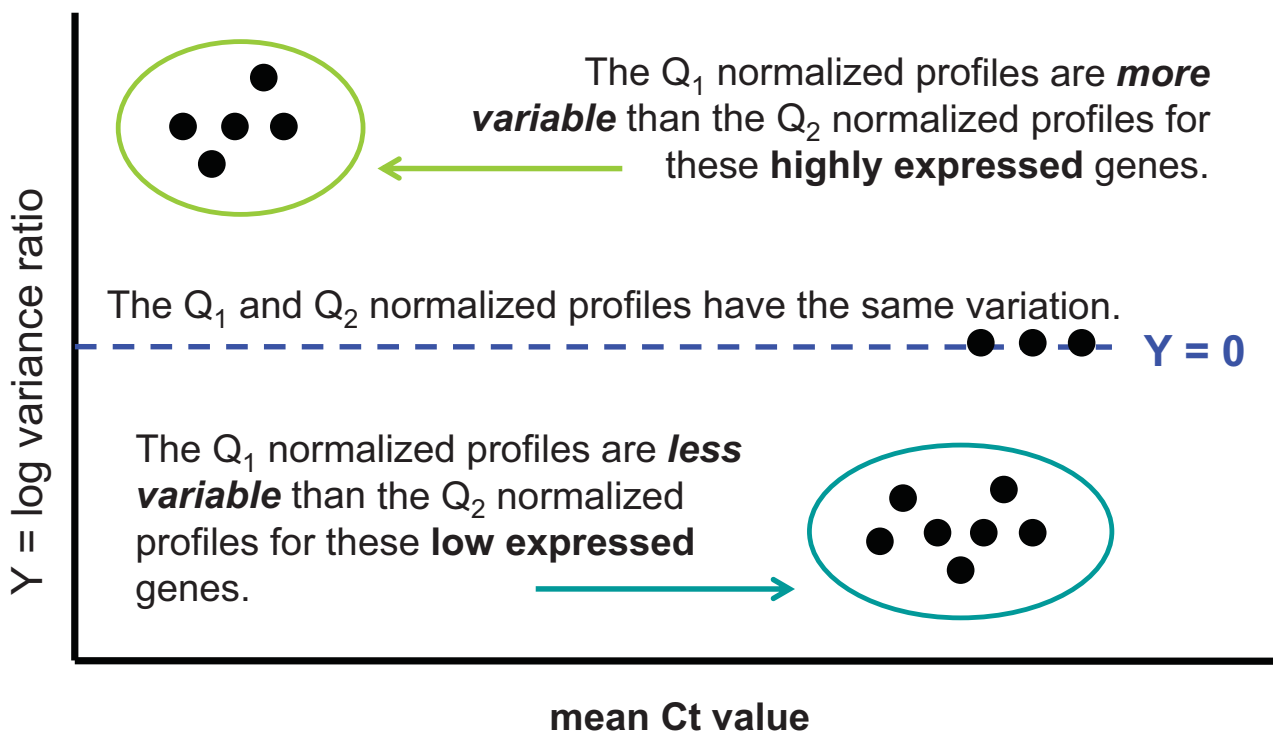 The Q1 normalized profiles are more
variable than the Q2 normalized profiles for
these highly expressed genes.
The Q1 and Q2 normalized profiles have the same variation.
Y = 0
The Q1 normalized profiles are less
variable than the Q2 normalized
profiles for these low expressed
genes.
Y = log variance ratio
mean Ct value